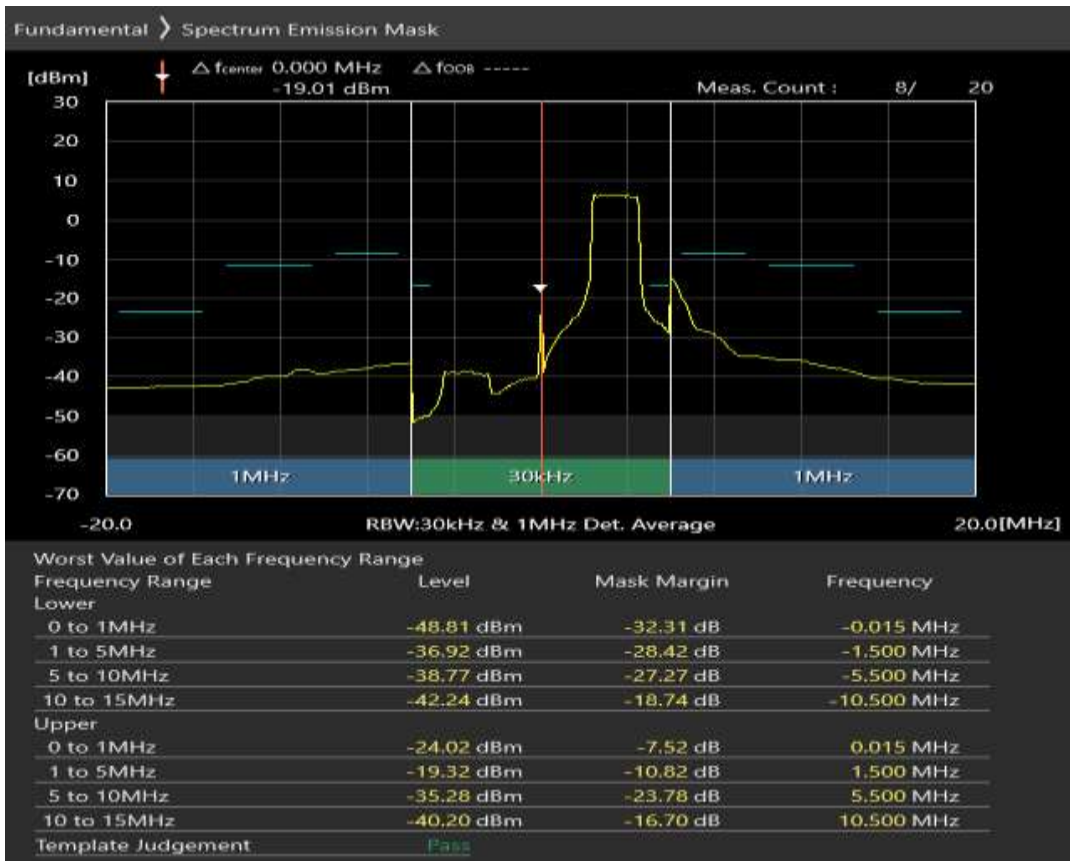 Fundamental ❯ Spectrum Emission Mask
[dBm] △ fcenter 0.000 MHz △ fOOB -----
-19.01 dBm Meas. Count : 8/ 20
30
20
10
0
-10
-20
-30
-40
-50
-60
-70
1MHz 30kHz 1MHz
-20.0 RBW:30kHz & 1MHz Det. Average 20.0[MHz]
Worst Value of Each Frequency Range
Frequency Range Level Mask Margin Frequency
Lower
0 to 1MHz -48.81 dBm -32.31 dB -0.015 MHz
1 to 5MHz -36.92 dBm -28.42 dB -1.500 MHz
5 to 10MHz -38.77 dBm -27.27 dB -5.500 MHz
10 to 15MHz -42.24 dBm -18.74 dB -10.500 MHz
Upper
0 to 1MHz -24.02 dBm -7.52 dB 0.015 MHz
1 to 5MHz -19.32 dBm -10.82 dB 1.500 MHz
5 to 10MHz -35.28 dBm -23.78 dB 5.500 MHz
10 to 15MHz -40.20 dBm -16.70 dB 10.500 MHz
Template Judgement Pass